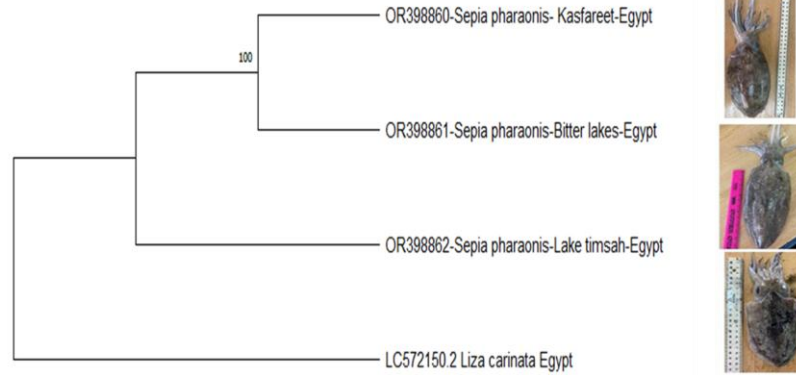 OR398860-Sepia pharaonis- Kasfareet-Egypt
100
OR398861-Sepia pharaonis-Bitter lakes-Egypt
OR398862-Sepia pharaonis-Lake timsah-Egypt
LC572150.2 Liza carinata Egypt